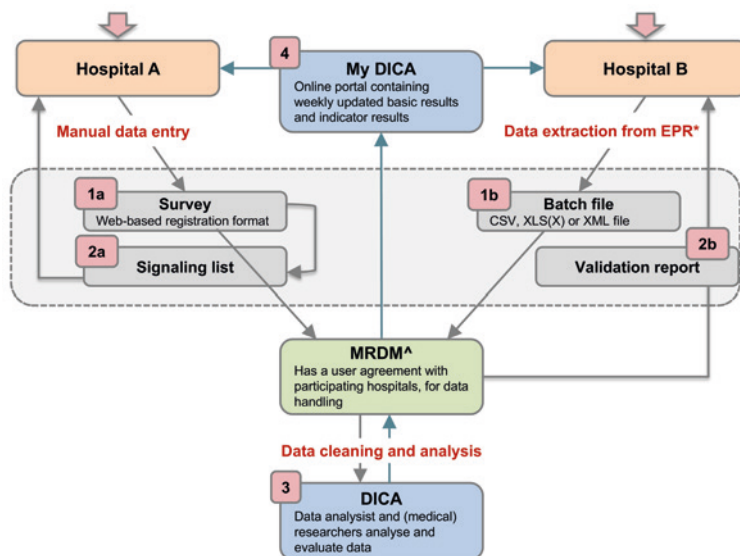 4
Hospital A
My DICA
Online portal containing
weekly updated basic results
and indicator results
Hospital B
Manual data entry
Data extraction from EPR*
1a
Survey
Web-based registration format
1b
Batch file
CSV, XLS(X) or XML file
2a
Signaling list
2b
Validation report
MRDM^
Has a user agreement with
participating hospitals, for data
handling
Data cleaning and analysis
3
DICA
Data analysist and (medical)
researchers analyse and
evaluate data